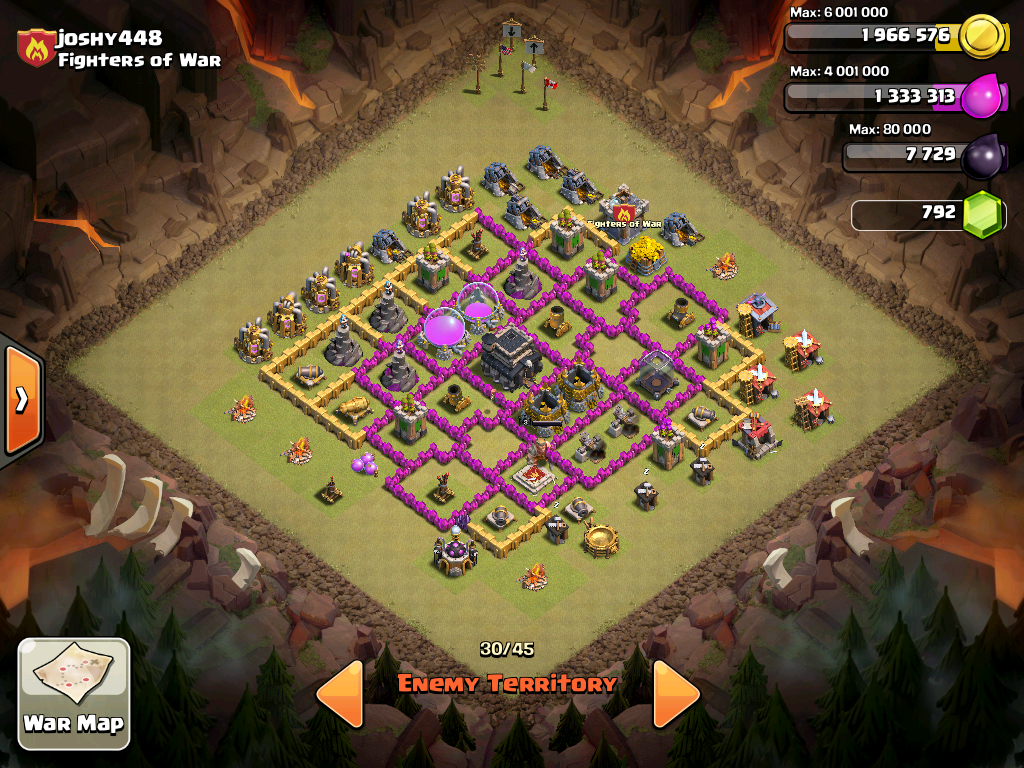 joshy448
Fighters of War
Max: 6 001 000
1 966 576
Max: 4 001 000
1 333 313
Max: 80 000
7 729
792
Fighters of War
30/45
Enemy Territory
War Map